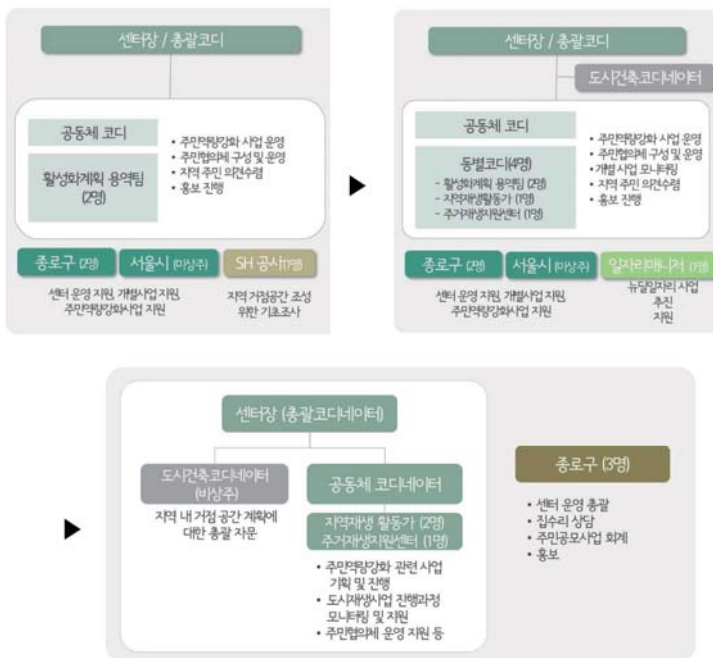 센터장 / 총괄코디
공동체 코디
활성화계획 용역팀
(2명)
• 주민역량강화 사업 운영
• 주민협의체 구성 및 운영
• 지역 주민 의견수렴
• 홍보 진행
종로구 (2명)
서울시 (미상주)
SH 공사(1명)
센터 운영 지원, 개별사업 지원,
주민역량강화사업 지원
지역 거점공간 조성
위한 기초조사
▶
센터장 / 총괄코디
도시건축코디네이터
공동체 코디
동별코디(4명)
- 활성화계획 용역팀 (2명)
- 지역재생활동가 (1명)
- 주거재생지원센터 (1명)
• 주민역량강화 사업 운영
• 주민협의체 구성 및 운영
• 개별 사업 모니터링
• 지역 주민 의견수렴
• 홍보 진행
종로구 (2명)
서울시 (미상주)
일자리매니저 (1명)
센터 운영 지원, 개별사업 지원,
주민역량강화사업 지원
뉴딜일자리 사업
추진
지원
▶
센터장 (총괄코디네이터)
도시건축코디네이터
(비상주)
지역 내 거점 공간 계획에
대한 총괄 자문
공동체 코디네이터
지역재생 활동가 (2명)
주거재생지원센터 (1명)
• 주민역량강화 관련 사업
기획 및 진행
• 도시재생사업 진행과정
모니터링 및 지원
• 주민협의체 운영 지원 등
종로구 (3명)
• 센터 운영 총괄
• 집수리 상담
• 주민공모사업 회계
• 홍보